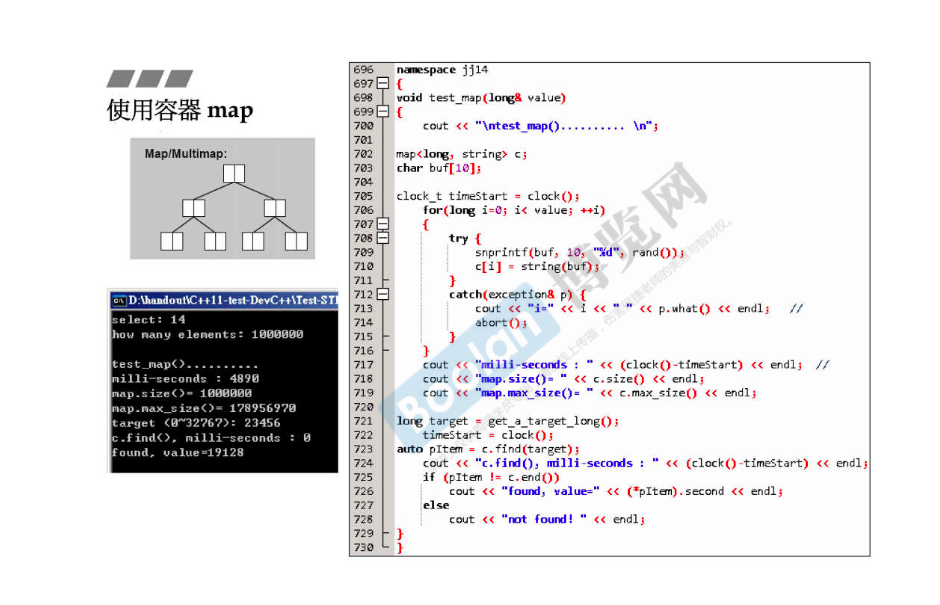 使用容器 map
Map/Multimap:
D:\handout\C++11-test-DevC++\Test-STL
select: 14
how many elements: 1000000
test_map()..........
milli-seconds : 4890
map.size()= 1000000
map.max_size()= 178956970
target (0~32767): 23456
c.find(), milli-seconds : 0
found, value=19128
696 namespace jj14
697 {
698 void test_map(long& value)
699 {
700 cout << "\ntest_map().......... \n";
701
702 map<long, string> c;
703 char buf[10];
704
705 clock_t timeStart = clock();
706 for(long i=0; i< value; ++i)
707 {
708 try {
709 snprintf(buf, 10, "%d", rand());
710 c[i] = string(buf);
711 }
712 catch(exception& p) {
713 cout << "i=" << i << " " << p.what() << endl; //
714 abort();
715 }
716 }
717 cout << "milli-seconds : " << (clock()-timeStart) << endl; //
718 cout << "map.size()= " << c.size() << endl;
719 cout << "map.max_size()= " << c.max_size() << endl;
720
721 long target = get_a_target_long();
722 timeStart = clock();
723 auto pItem = c.find(target);
724 cout << "c.find(), milli-seconds : " << (clock()-timeStart) << endl;
725 if (pItem != c.end())
726 cout << "found, value=" << (*pItem).second << endl;
727 else
728 cout << "not found! " << endl;
729 }
730 }
Boolan
博览网